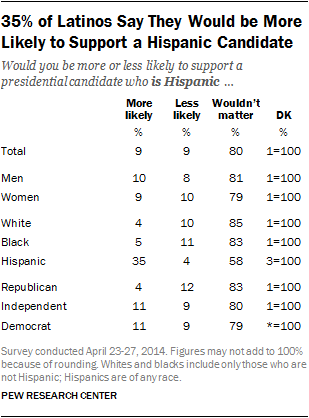 35% of Latinos Say They Would be More
Likely to Support a Hispanic Candidate
Would you be more or less likely to support a
presidential candidate who is Hispanic ...
More likely Less likely Wouldn't matter DK
% % % %
Total 9 9 80 1=100
Men 10 8 81 1=100
Women 9 10 79 1=100
White 4 10 85 1=100
Black 5 11 83 1=100
Hispanic 35 4 58 3=100
Republican 4 12 83 1=100
Independent 11 9 80 1=100
Democrat 11 9 79 *=100
Survey conducted April 23-27, 2014. Figures may not add to 100%
because of rounding. Whites and blacks include only those who are
not Hispanic; Hispanics are of any race.
PEW RESEARCH CENTER